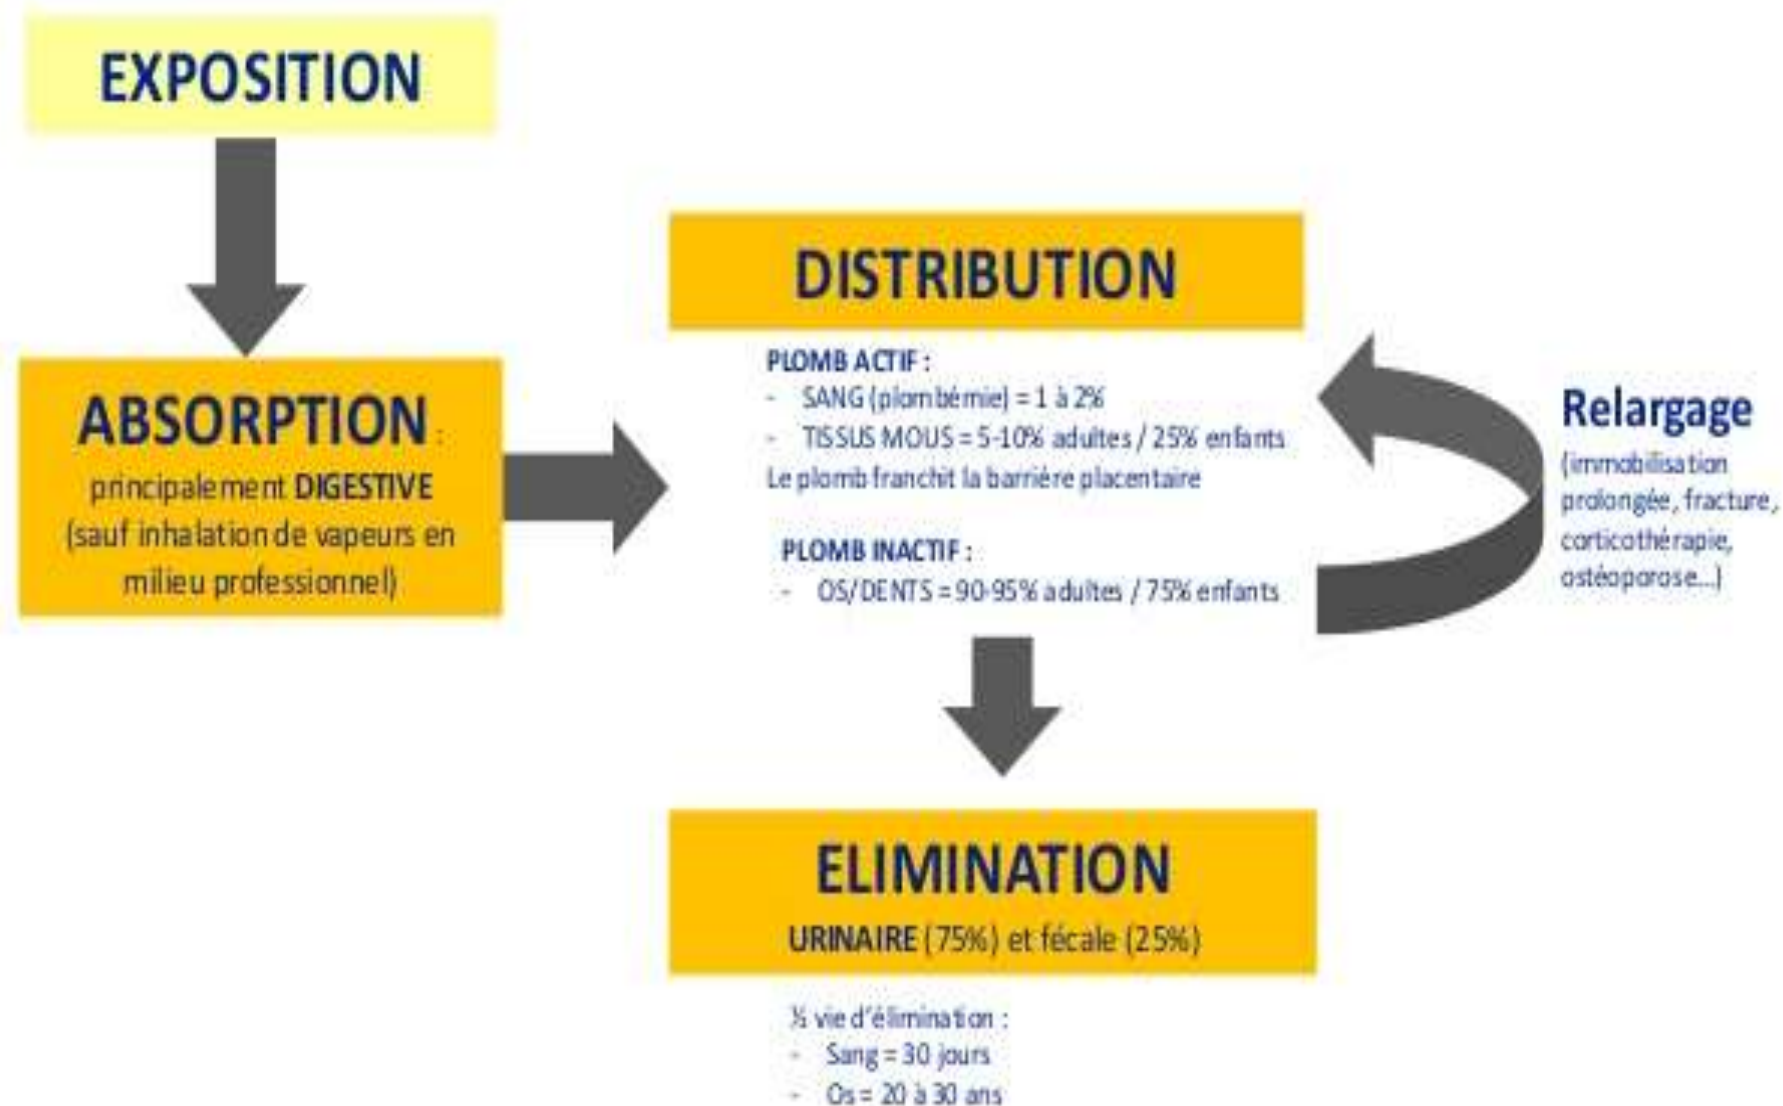 EXPOSITION
ABSORPTION :
principalement DIGESTIVE
(sauf inhalation de vapeurs en
milieu professionnel)
DISTRIBUTION
PLOMB ACTIF :
- SANG (plombémie) = 1 à 2%
- TISSUS MOUS = 5-10% adultes / 25% enfants
Le plomb franchit la barrière placentaire
PLOMB INACTIF :
- OS/DENTS = 90-95% adultes / 75% enfants
Relargage
(immobilisation
prolongée, fracture,
corticothérapie,
ostéoporose...)
ELIMINATION
URINAIRE (75%) et fécale (25%)
½ vie d'élimination :
- Sang = 30 jours
- Os = 20 à 30 ans